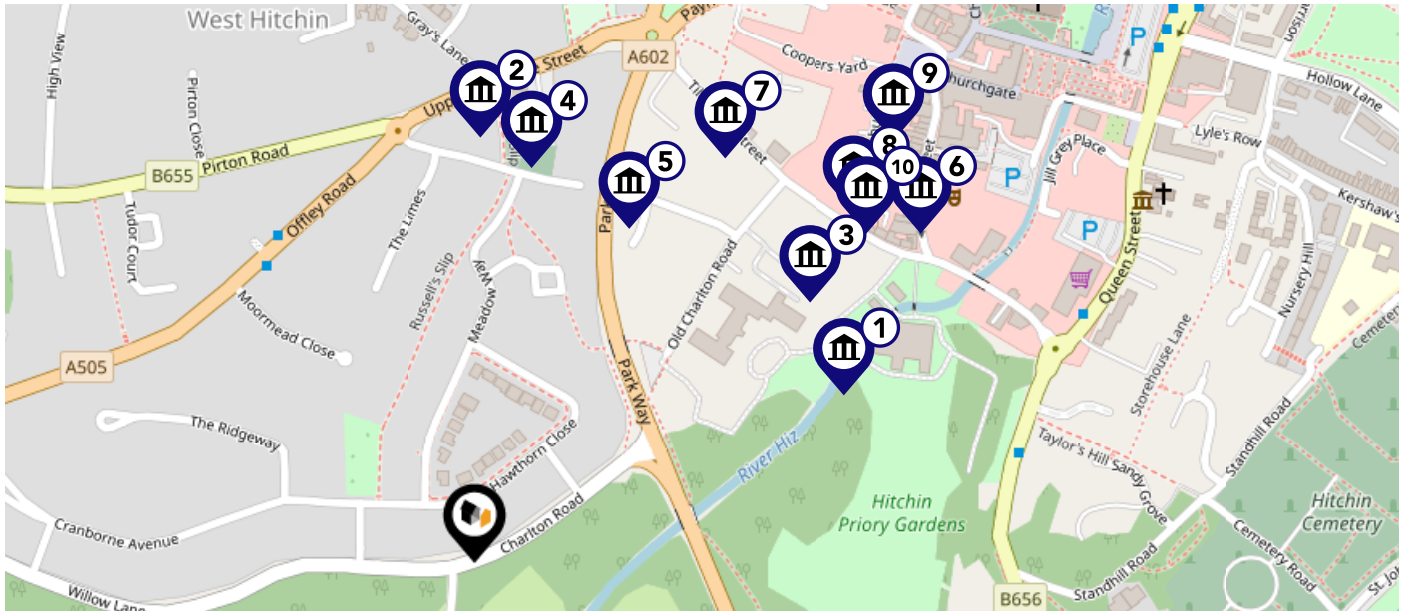 West Hitchin
High View
Gray's Lane
Street
Payn
A602
Coopers Yard
Churchgate
P
Hollow Lane
Lyle's Row
Kershaw's
2
4
7
9
Upp
Pirton Close
Pirton Road
B655
Tudor Court
Offley Road
The Limes
5
8
10
6
P
Jill Grey Place
P
3
1
Russell's Slip
Meadow Way
Moormead Close
A505
Old Charlton Road
Park Way
Queen Street
Nursery Hill
Storehouse Lane
Standhill Road
The Ridgeway
Hawthorn Close
River Hiz
Taylor's Hill Sandy Grove
Hitchin
Priory Gardens
Hitchin
Cemetery
Cranborne Avenue
Charlton Road
Willow Lane
Standhill Road
Cemetery Road
St. Jo
B656